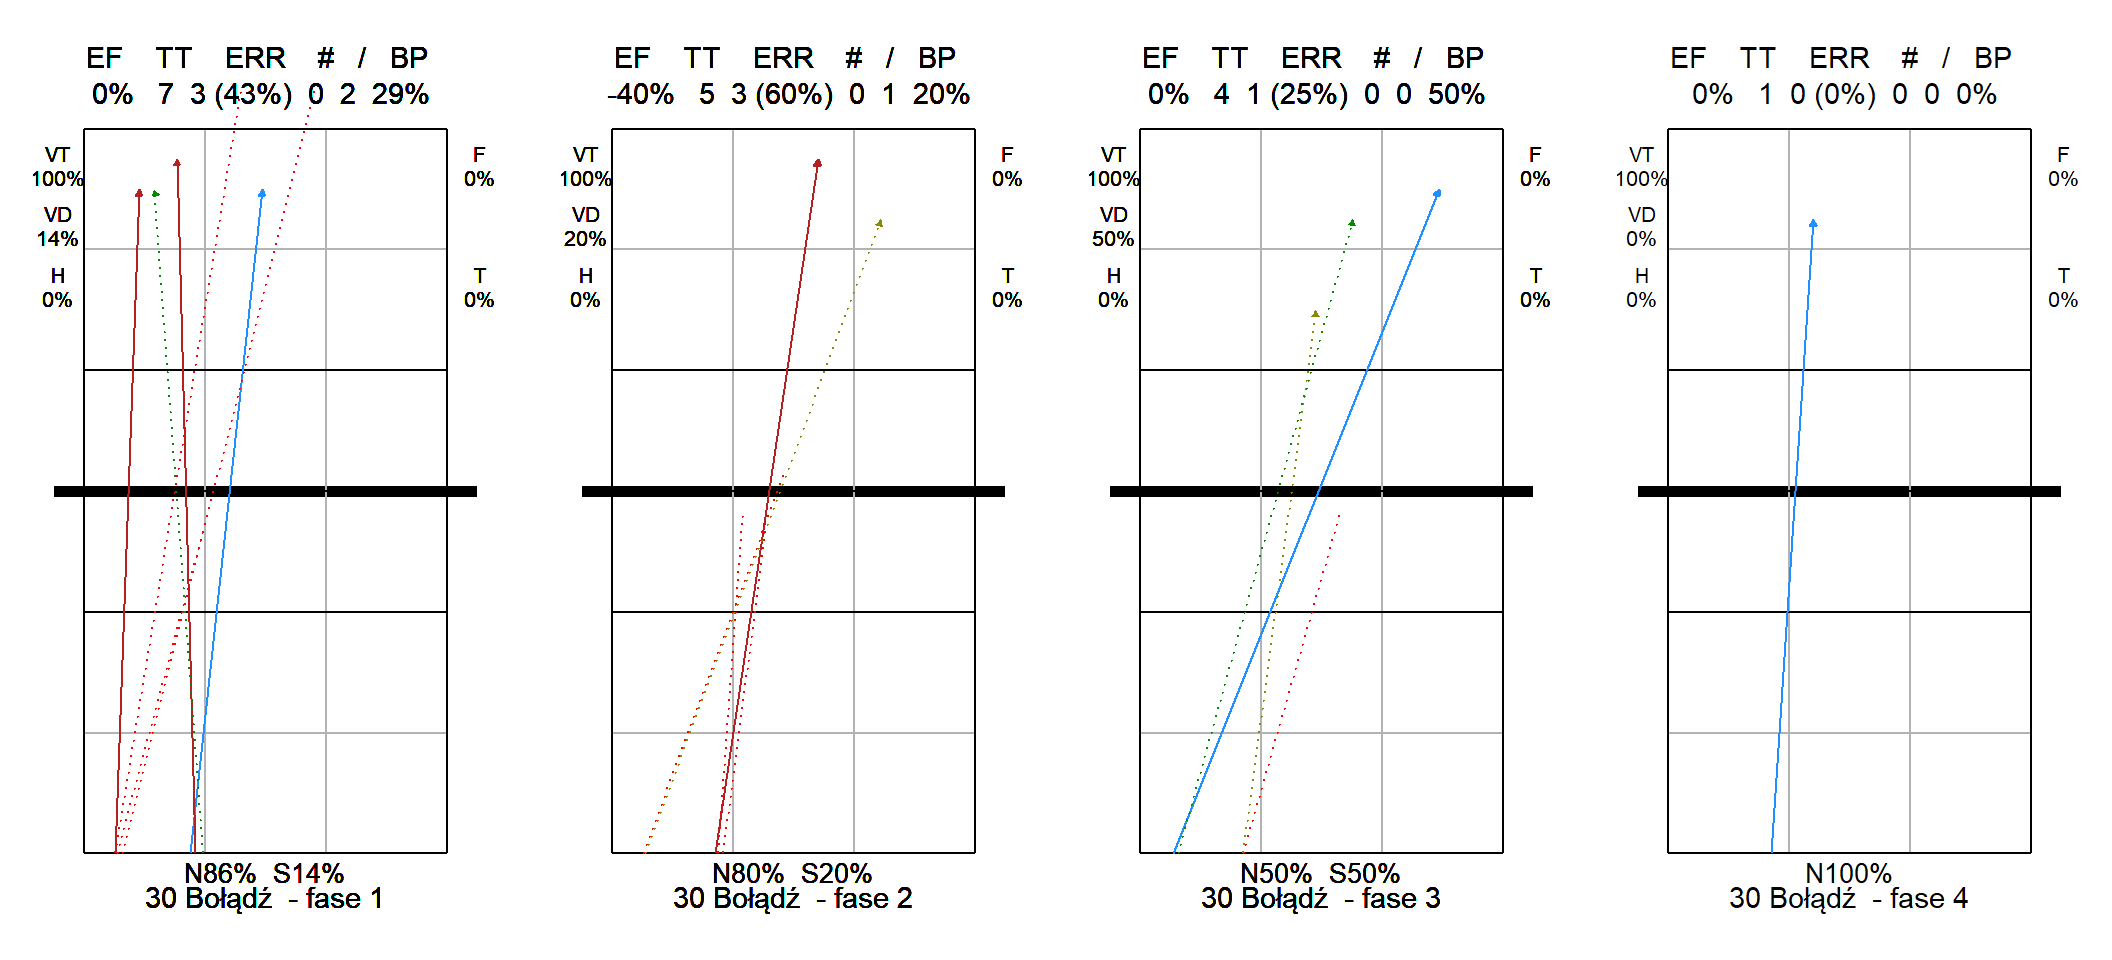 EF TT ERR # / BP
0% 7 3 (43%) 0 2 29%
VT
100%
VD
14%
H
0%
F
0%
T
0%
N86% S14%
30 Bołądź - fase 1
EF TT ERR # / BP
-40% 5 3 (60%) 0 1 20%
VT
100%
VD
20%
H
0%
F
0%
T
0%
N80% S20%
30 Bołądź - fase 2
EF TT ERR # / BP
0% 4 1 (25%) 0 0 50%
VT
100%
VD
50%
H
0%
F
0%
T
0%
N50% S50%
30 Bołądź - fase 3
EF TT ERR # / BP
0% 1 0 (0%) 0 0 0%
VT
100%
VD
0%
H
0%
F
0%
T
0%
N100%
30 Bołądź - fase 4